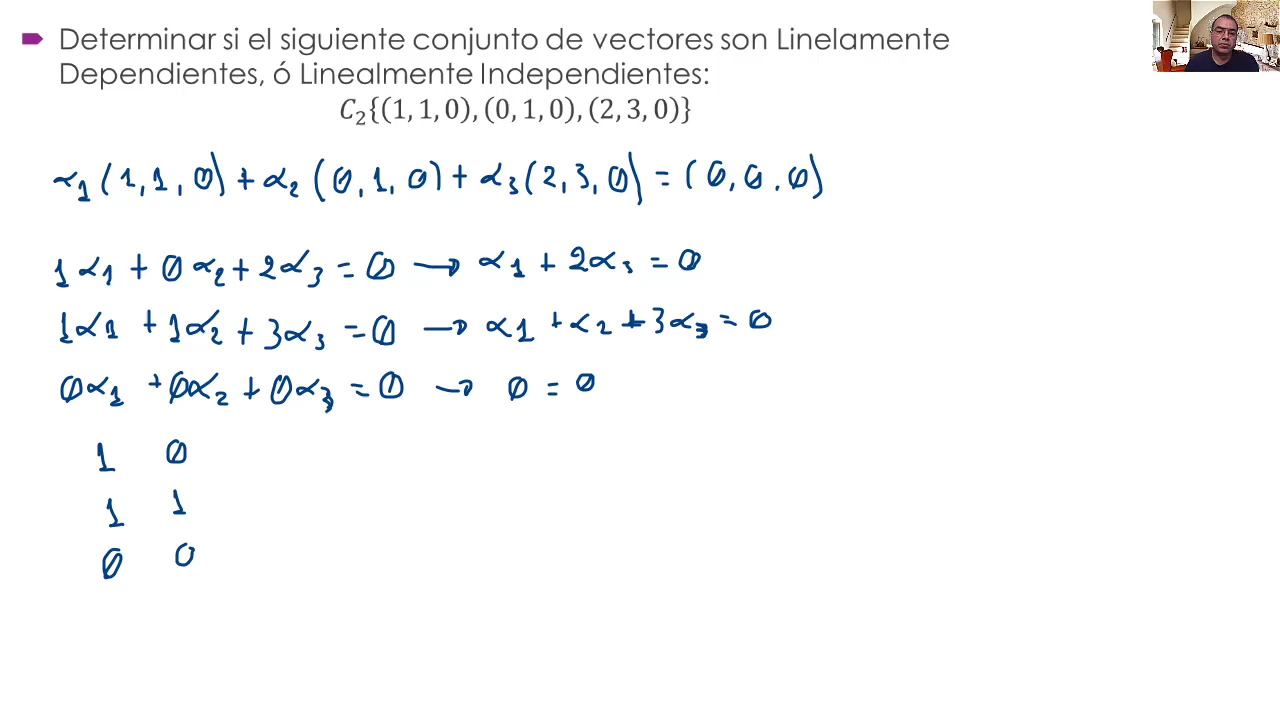 Determinar si el siguiente conjunto de vectores son Linelamente
Dependientes, ó Linealmente Independientes:
C₂{(1, 1, 0), (0, 1, 0), (2, 3, 0)}
α₁(1,1,0) + α₂(0,1,0) + α₃(2,3,0) = (0,0,0)
1α1 + 0α₂ + 2α₃ = 0 → α1 + 2α₃ = 0
1α1 + 1α₂ + 3α₃ = 0 → α1 + α₂ + 3α₃ = 0
0α₁ + 0α₂ + 0α₃ = 0 → 0 = 0
1 0
1 1
0 0